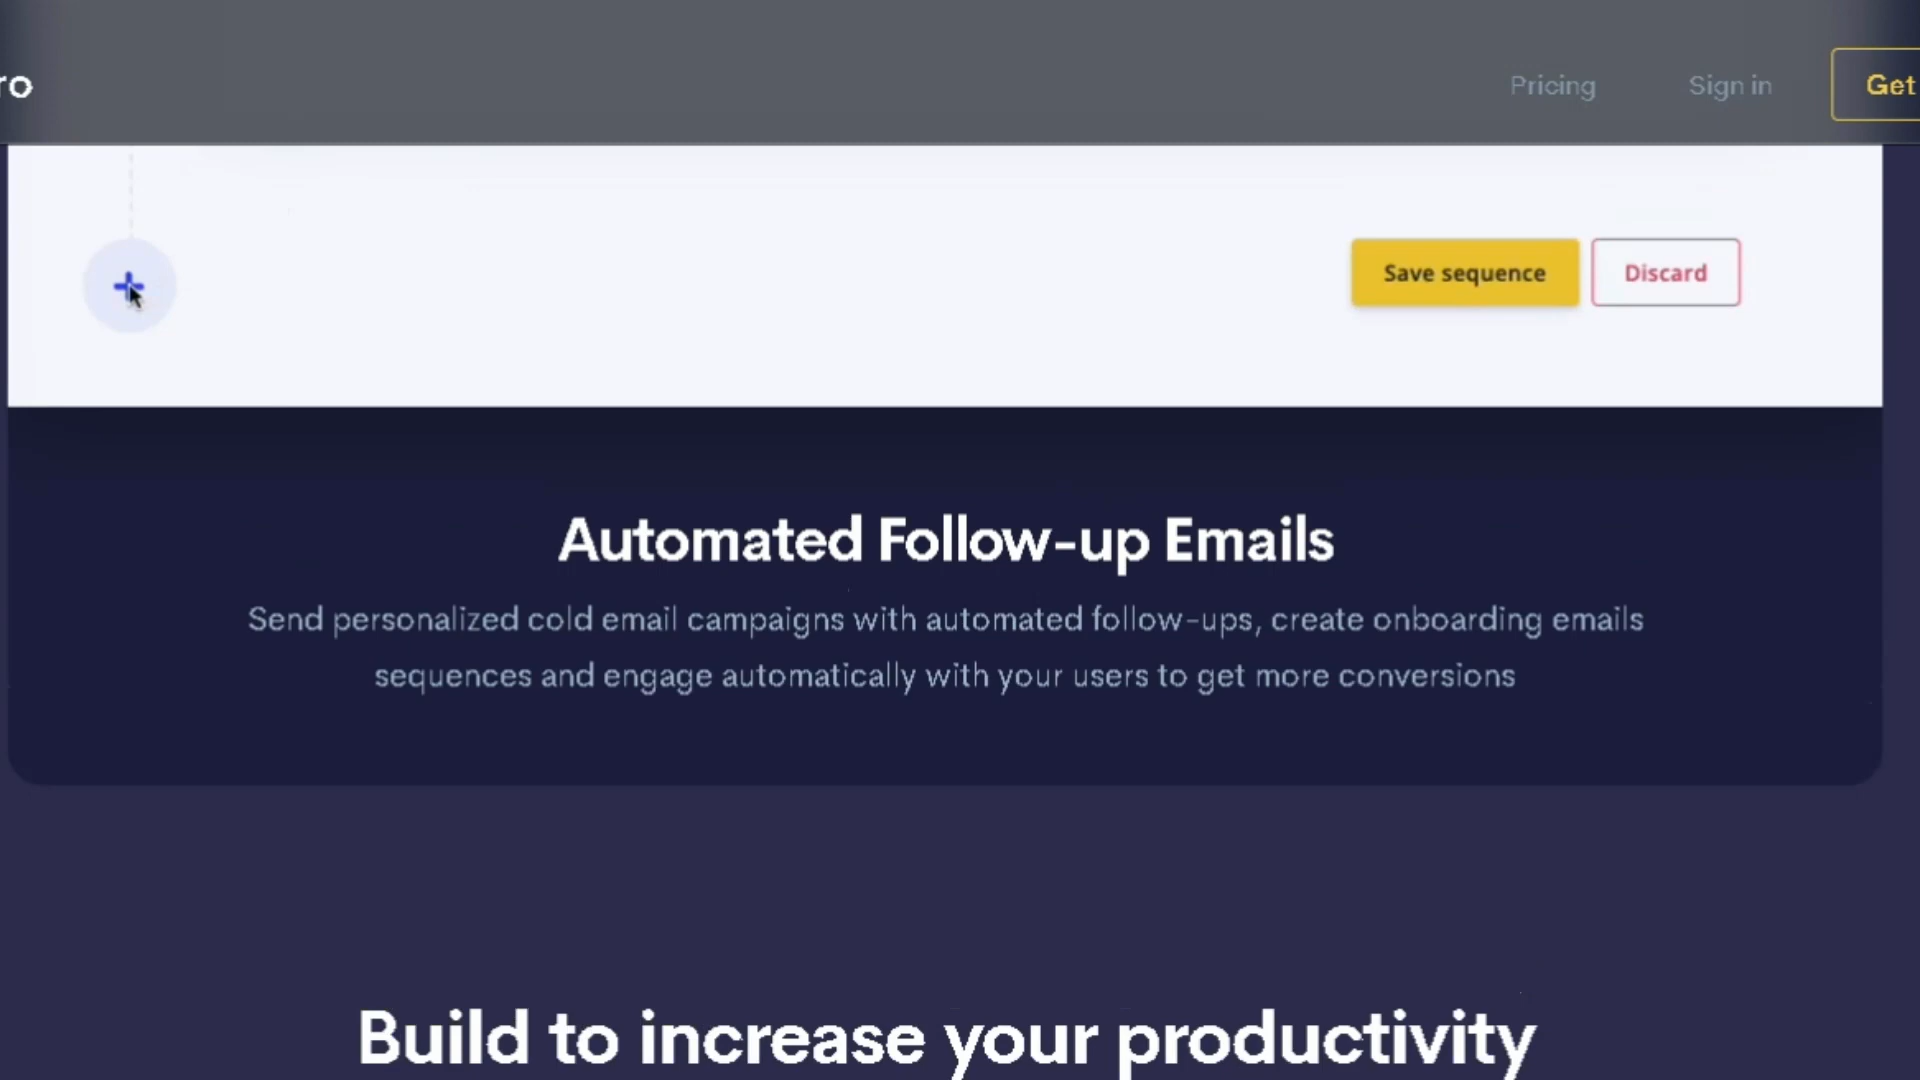 ro
Pricing
Sign in
Get
Save sequence
Discard
Automated Follow-up Emails
Send personalized cold email campaigns with automated follow-ups, create onboarding emails
sequences and engage automatically with your users to get more conversions
Build to increase your productivity